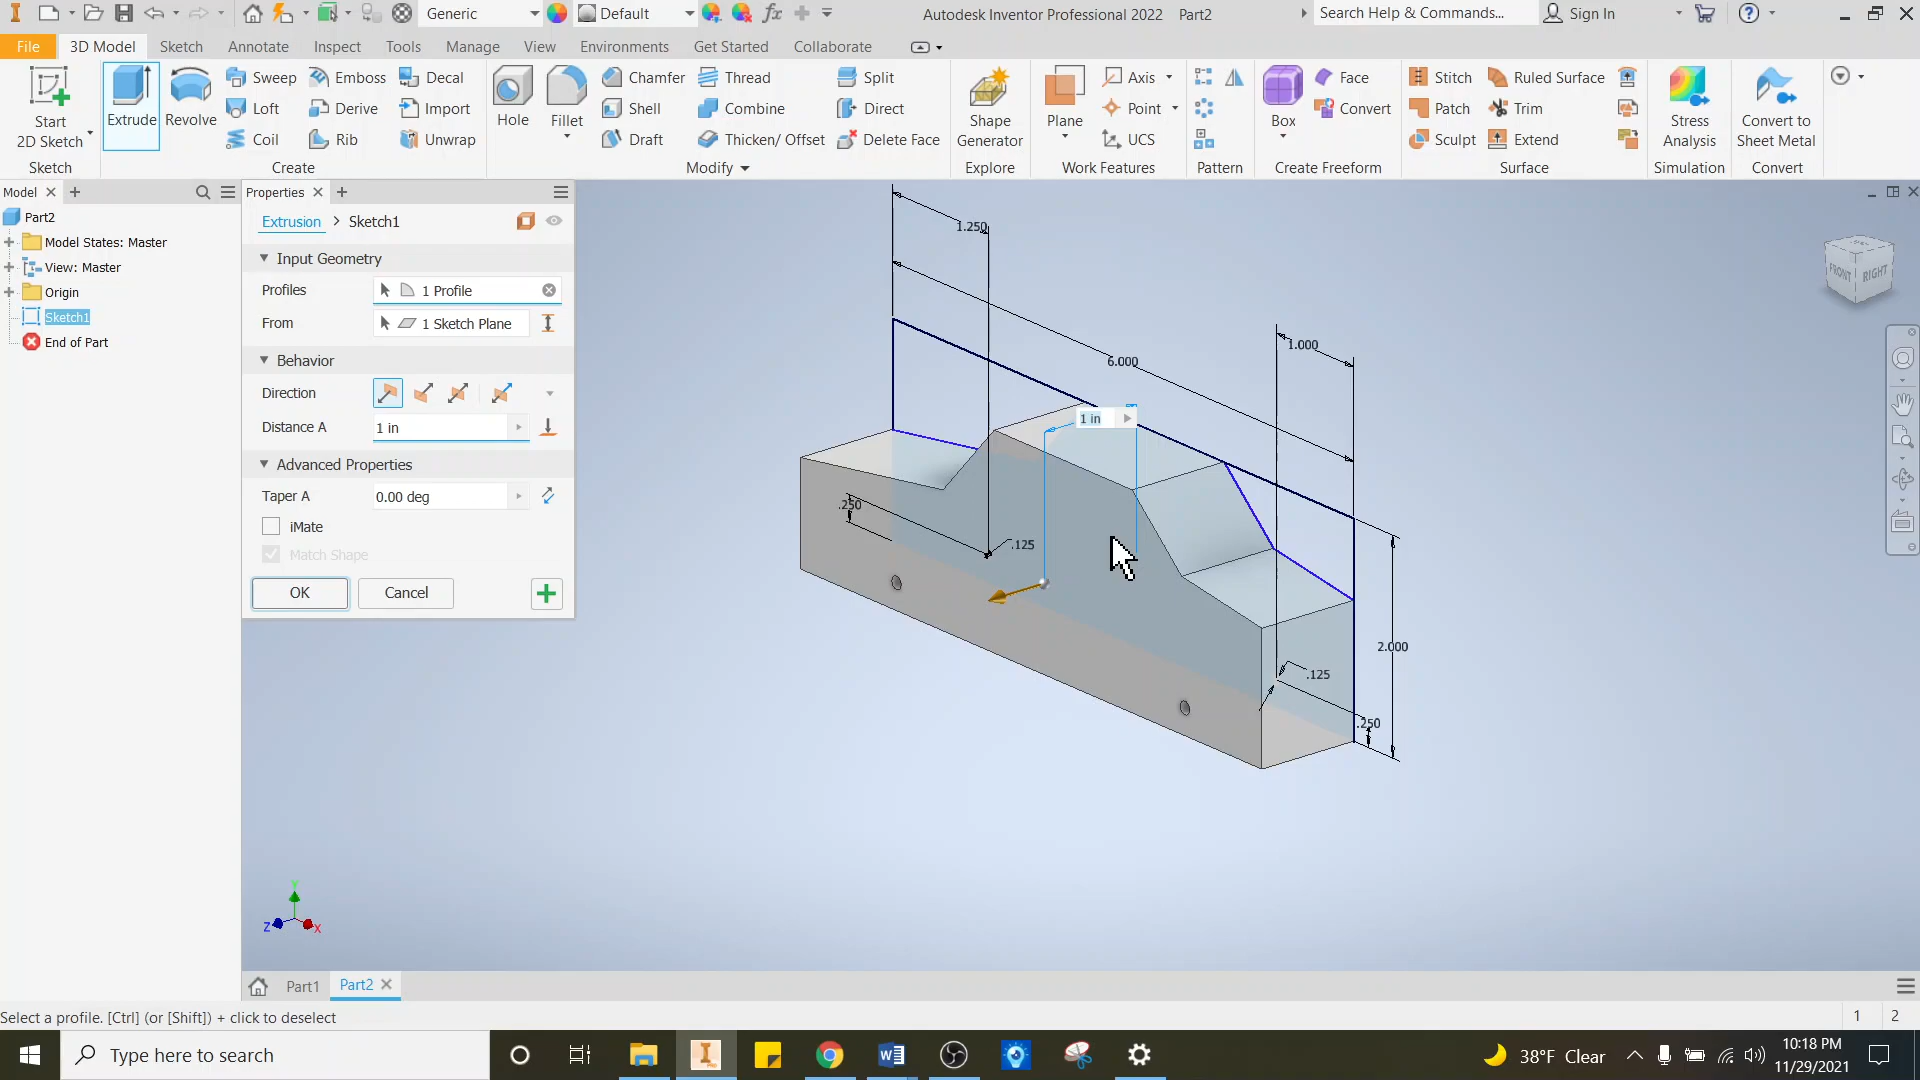 Generic
Default
fx
Autodesk Inventor Professional 2022 Part2
Search Help & Commands...
Sign In
File
3D Model
Sketch
Annotate
Inspect
Tools
Manage
View
Environments
Get Started
Collaborate
Start
2D Sketch
Sketch
Extrude
Revolve
Sweep
Loft
Coil
Emboss
Derive
Rib
Decal
Import
Unwrap
Create
Hole
Fillet
Chamfer
Shell
Draft
Thread
Combine
Thicken/ Offset
Split
Direct
Delete Face
Modify
Shape
Generator
Explore
Plane
Axis
Point
UCS
Work Features
Pattern
Box
Face
Convert
Create Freeform
Stitch
Patch
Sculpt
Ruled Surface
Trim
Extend
Surface
Stress
Analysis
Simulation
Convert to
Sheet Metal
Convert
Model
Part2
Model States: Master
View: Master
Origin
Sketch1
End of Part
Properties
Extrusion > Sketch1
Input Geometry
Profiles 1 Profile
From 1 Sketch Plane
Behavior
Direction
Distance A 1 in
Advanced Properties
Taper A 0.00 deg
iMate
Match Shape
OK
Cancel
1.250
6.000
1.000
1 in
.250
.125
2.000
.125
.250
FRONT
RIGHT
Y
Z
X
Part1
Part2
Select a profile. [Ctrl] (or [Shift]) + click to deselect
1 2
Type here to search
38°F Clear
10:18 PM
11/29/2021